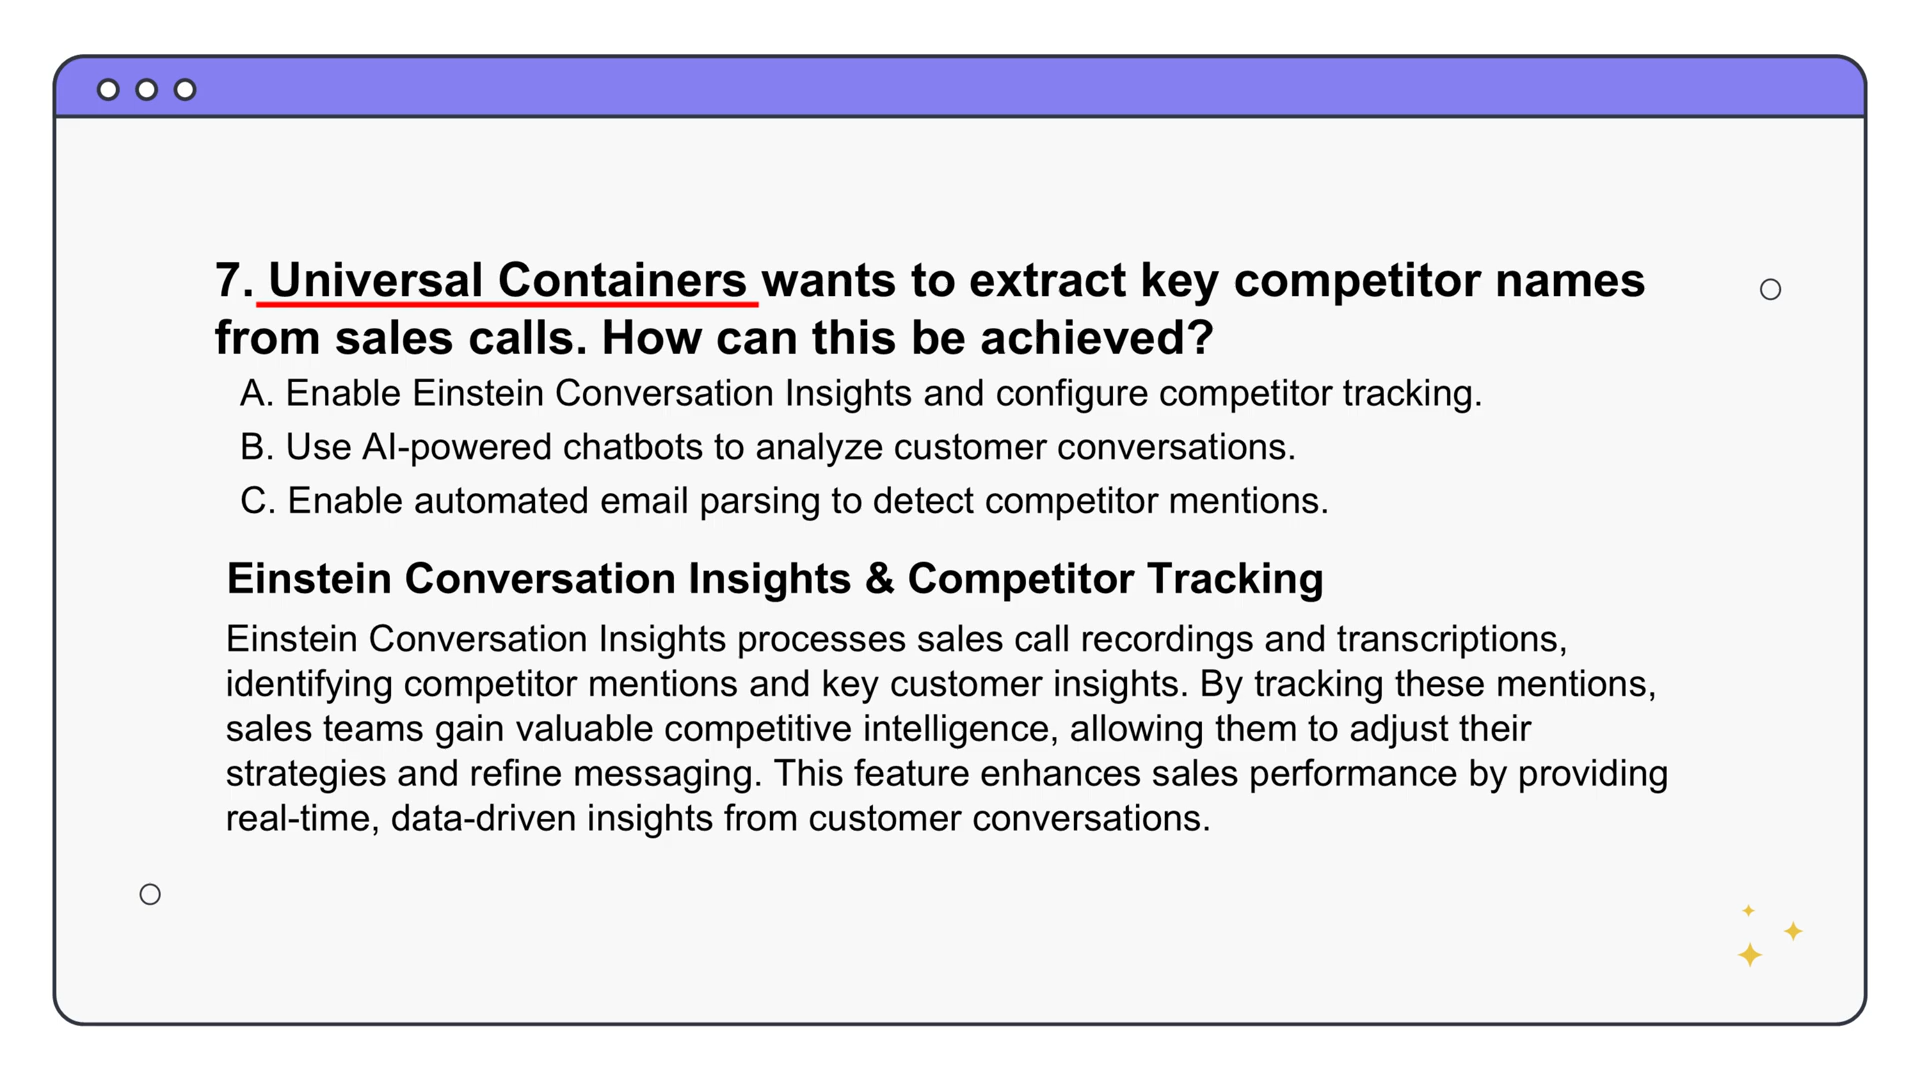 7. Universal Containers wants to extract key competitor names
from sales calls. How can this be achieved?
A. Enable Einstein Conversation Insights and configure competitor tracking.
B. Use AI-powered chatbots to analyze customer conversations.
C. Enable automated email parsing to detect competitor mentions.
Einstein Conversation Insights & Competitor Tracking
Einstein Conversation Insights processes sales call recordings and transcriptions,
identifying competitor mentions and key customer insights. By tracking these mentions,
sales teams gain valuable competitive intelligence, allowing them to adjust their
strategies and refine messaging. This feature enhances sales performance by providing
real-time, data-driven insights from customer conversations.